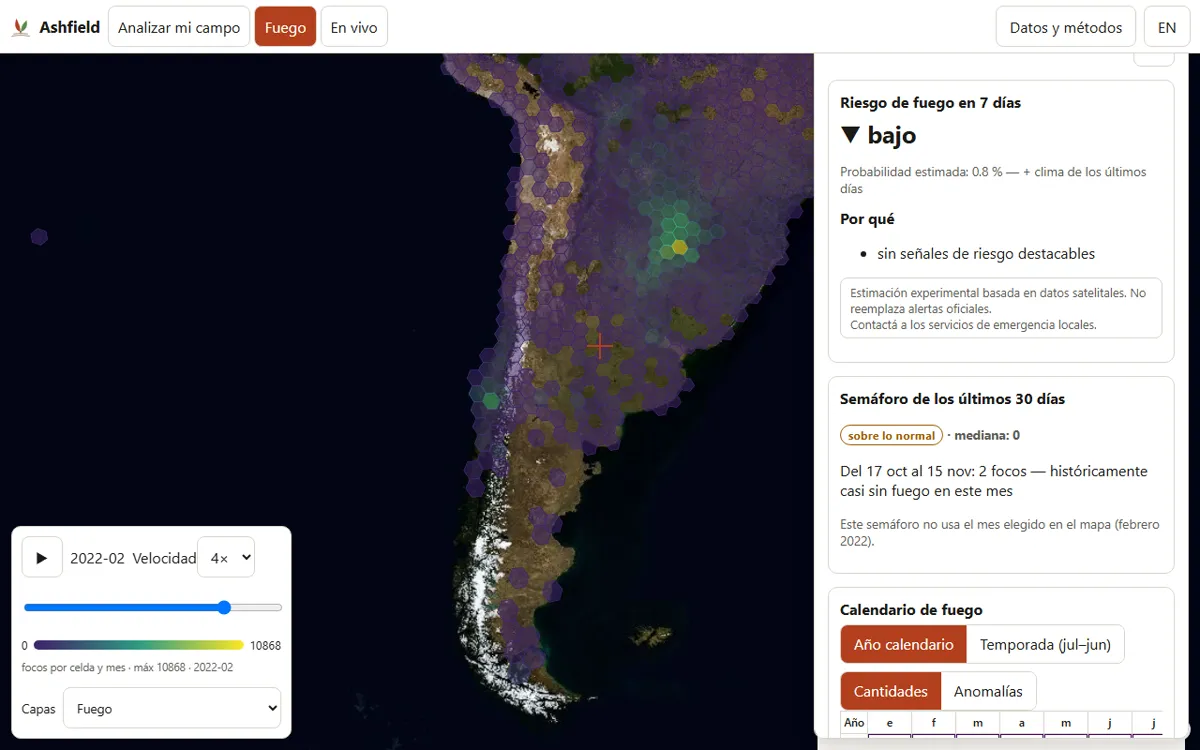 Ashfield
Analizar mi campo
Fuego
En vivo
Datos y métodos
EN
Riesgo de fuego en 7 días
▼ bajo
Probabilidad estimada: 0.8 % — + clima de los últimos
días
Por qué
• sin señales de riesgo destacables
Estimación experimental basada en datos satelitales. No
reemplaza alertas oficiales.
Contactá a los servicios de emergencia locales.
Semáforo de los últimos 30 días
sobre lo normal · mediana: 0
Del 17 oct al 15 nov: 2 focos — históricamente
casi sin fuego en este mes
Este semáforo no usa el mes elegido en el mapa (febrero
2022).
Calendario de fuego
Año calendario
Temporada (jul–jun)
Cantidades
Anomalías
Año e f m a m j j
2022-02 Velocidad 4×
0 10868
focos por celda y mes · máx 10868 · 2022-02
Capas Fuego